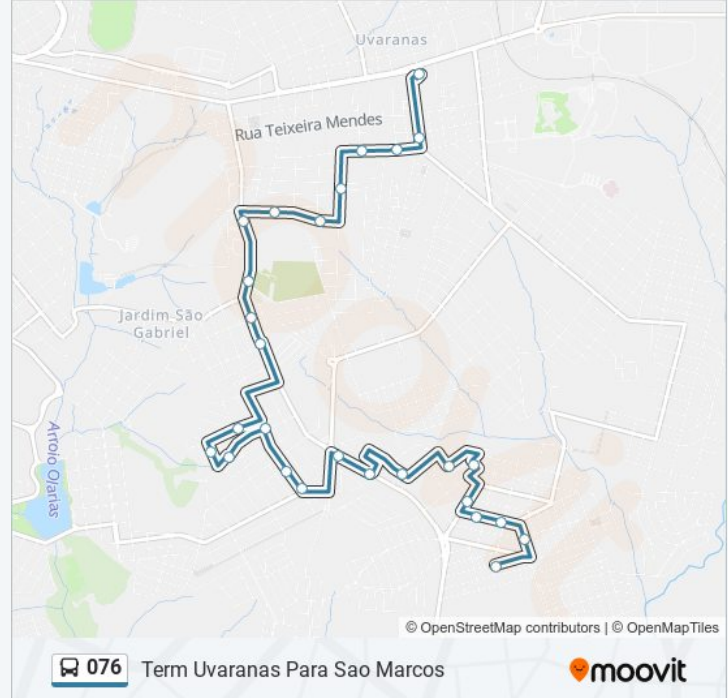 Uvaranas
Rua Teixeira Mendes
Jardim São
Gabriel
Arroio Olarias
© OpenStreetMap contributors | © OpenMapTiles
076 Term Uvaranas Para Sao Marcos
moovit